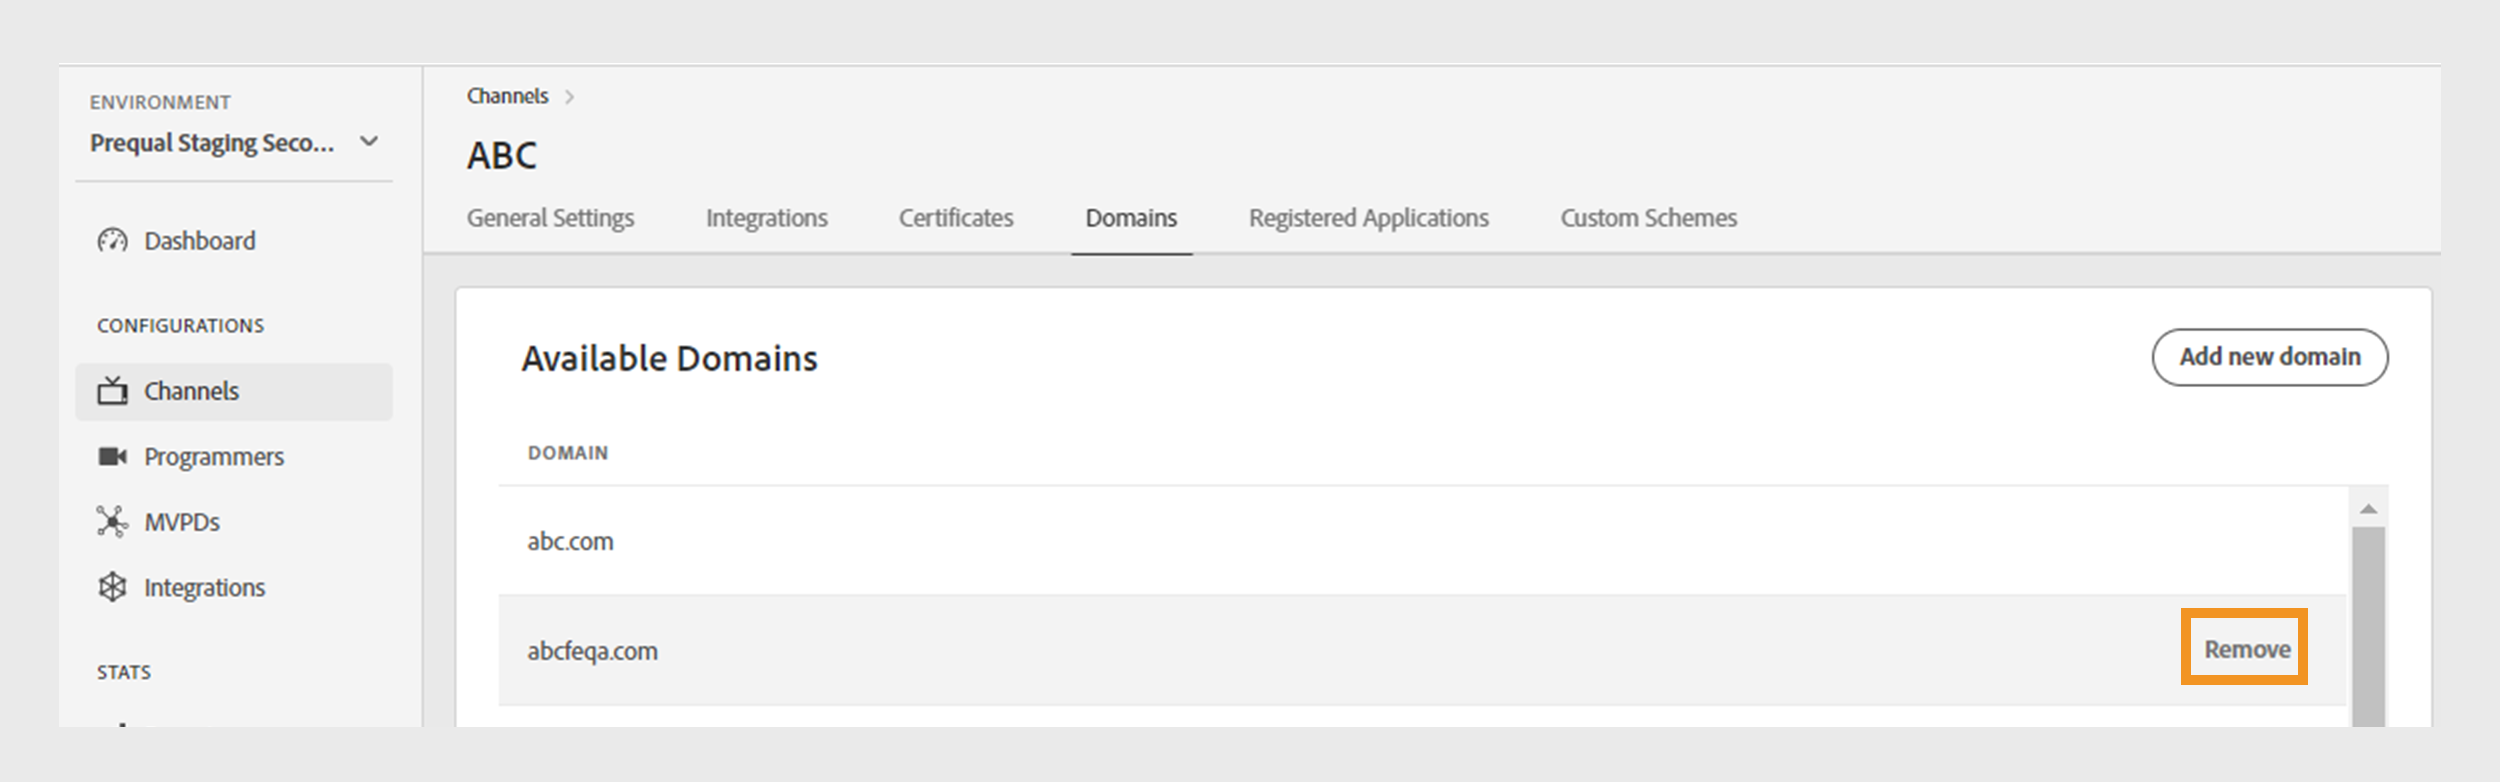 ENVIRONMENT
Prequal Staging Seco...
Dashboard
CONFIGURATIONS
Channels
Programmers
MVPDs
Integrations
STATS
Channels
ABC
General Settings Integrations Certificates Domains Registered Applications Custom Schemes
Available Domains
Add new domain
DOMAIN
abc.com
abcfeqa.com
Remove